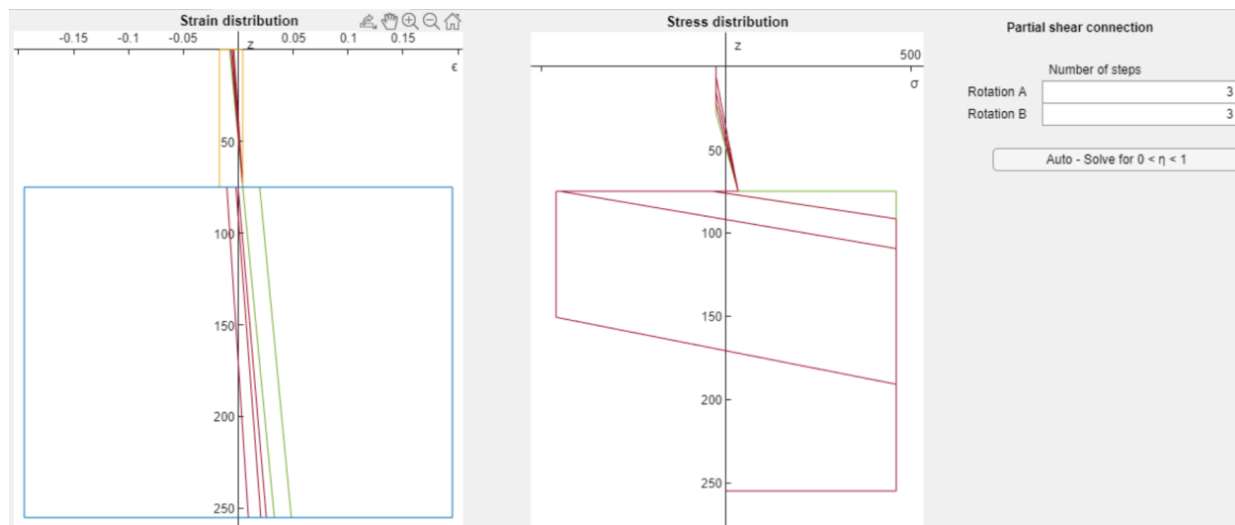 Strain distribution
-0.15 -0.1 -0.05 0.05 0.1 0.15
z
ϵ
50
100
150
200
250
Stress distribution
z
500
σ
50
100
150
200
250
Partial shear connection
Number of steps
Rotation A 3
Rotation B 3
Auto - Solve for 0 < η < 1